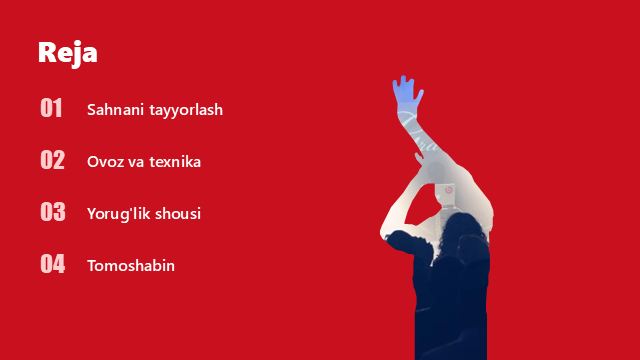 Reja
01 Sahnani tayyorlash
02 Ovoz va texnika
03 Yorug'lik shousi
04 Tomoshabin